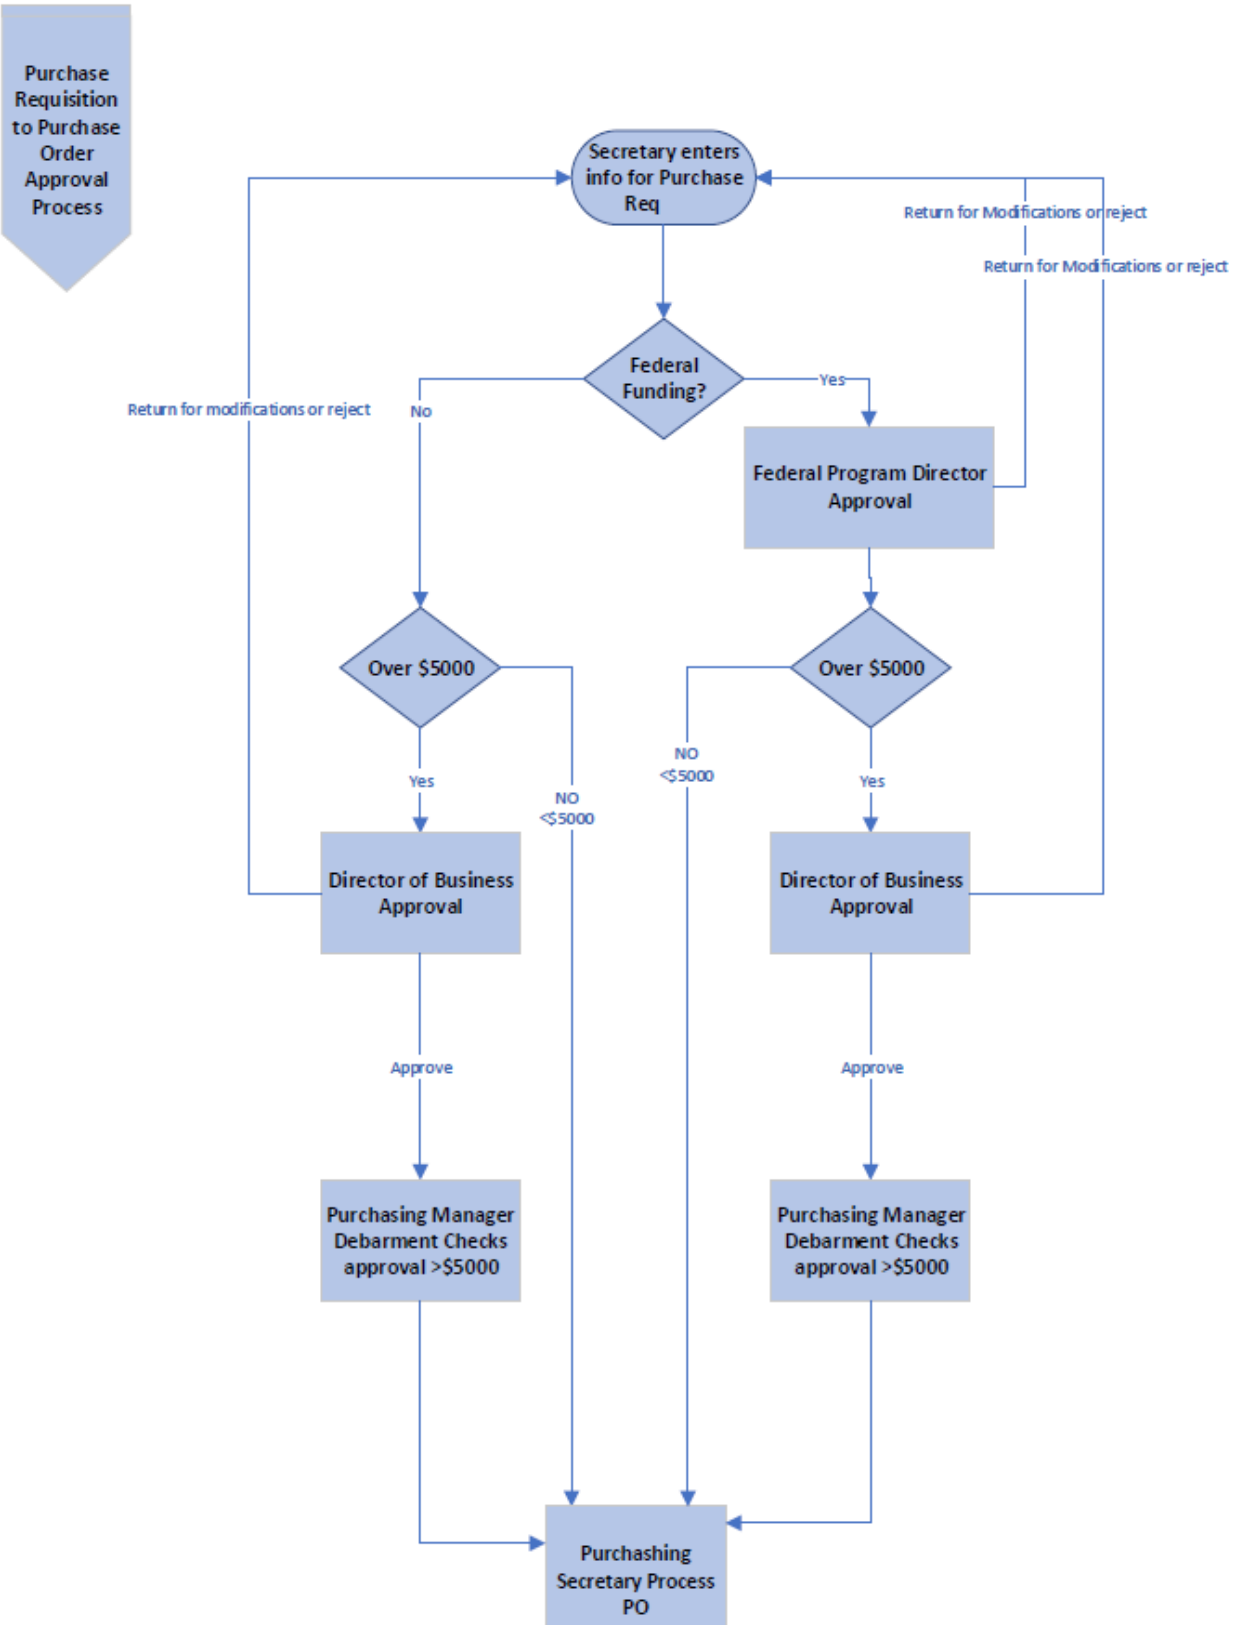 Purchase
Requisition
to Purchase
Order
Approval
Process
Secretary enters
info for Purchase
Req
Return for Modifications or reject
Return for Modifications or reject
Federal
Funding?
Yes
Return for modifications or reject
No
Federal Program Director
Approval
Over $5000
Over $5000
NO
<$5000
Yes
Yes
NO
<$5000
Director of Business
Approval
Director of Business
Approval
Approve
Approve
Purchasing Manager
Debarment Checks
approval >$5000
Purchasing Manager
Debarment Checks
approval >$5000
Purchashing
Secretary Process
PO